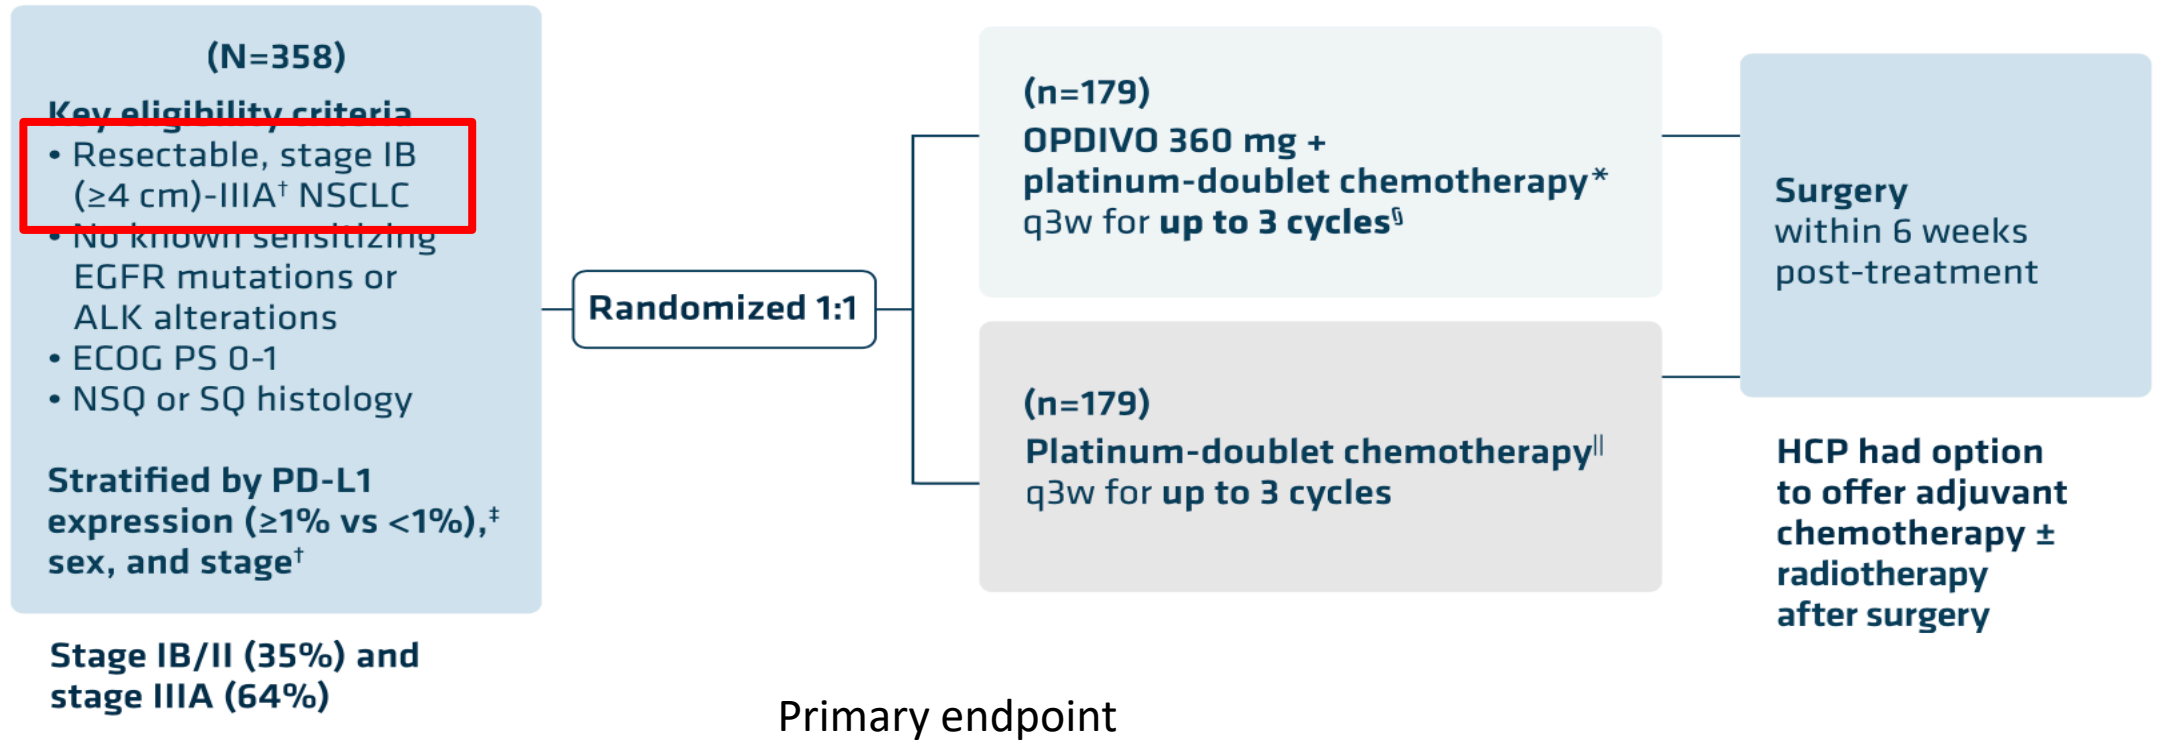 (N=358)
Key eligibility criteria
• Resectable, stage IB
(≥4 cm)-IIIA† NSCLC
• No known sensitizing
EGFR mutations or
ALK alterations
• ECOG PS 0-1
• NSQ or SQ histology
Stratified by PD-L1
expression (≥1% vs <1%),‡
sex, and stage†
Stage IB/II (35%) and
stage IIIA (64%)
Randomized 1:1
(n=179)
OPDIVO 360 mg +
platinum-doublet chemotherapy*
q3w for up to 3 cycles§
(n=179)
Platinum-doublet chemotherapy||
q3w for up to 3 cycles
Surgery
within 6 weeks
post-treatment
HCP had option
to offer adjuvant
chemotherapy ±
radiotherapy
after surgery
Primary endpoint